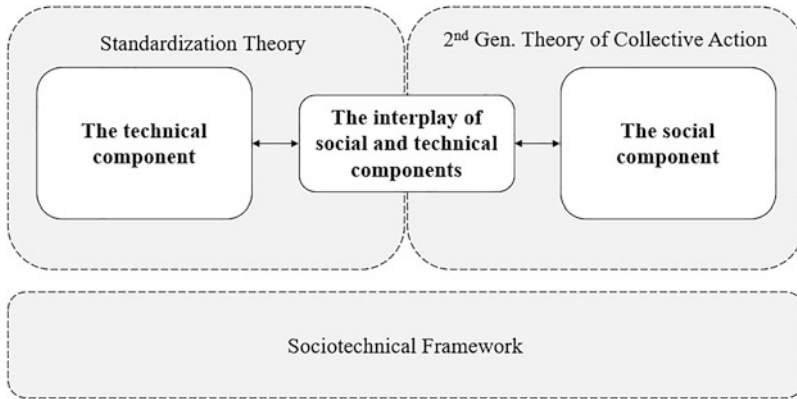 Standardization Theory
2nd Gen. Theory of Collective Action
The technical
component
The interplay of
social and technical
components
The social
component
Sociotechnical Framework